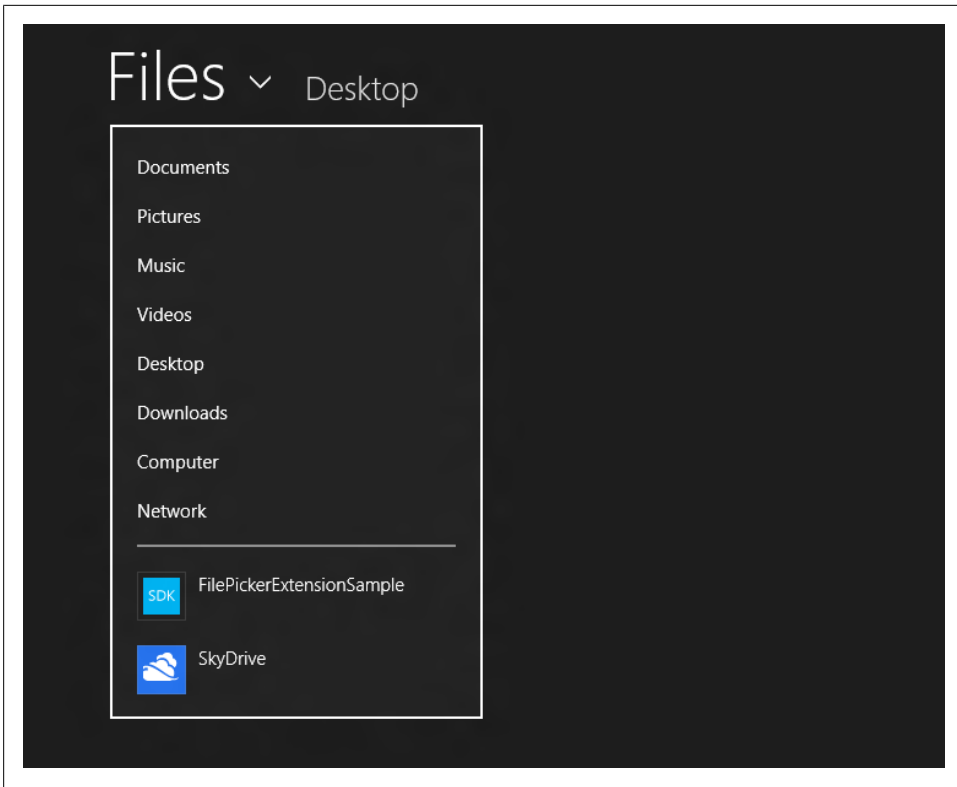 Files Desktop
Documents
Pictures
Music
Videos
Desktop
Downloads
Computer
Network
SDK FilePickerExtensionSample
SkyDrive